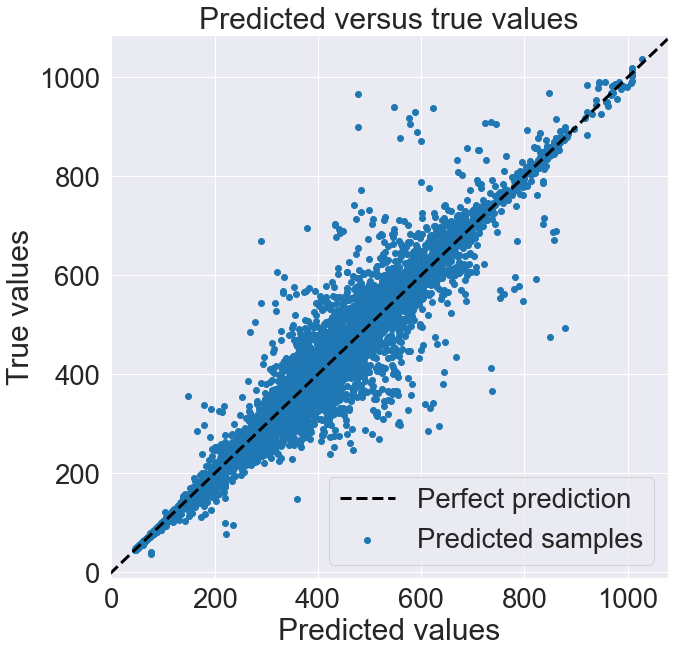 Predicted versus true values
1000
800
600
400
200
0
True values
0 200 400 600 800 1000
Predicted values
Perfect prediction
Predicted samples